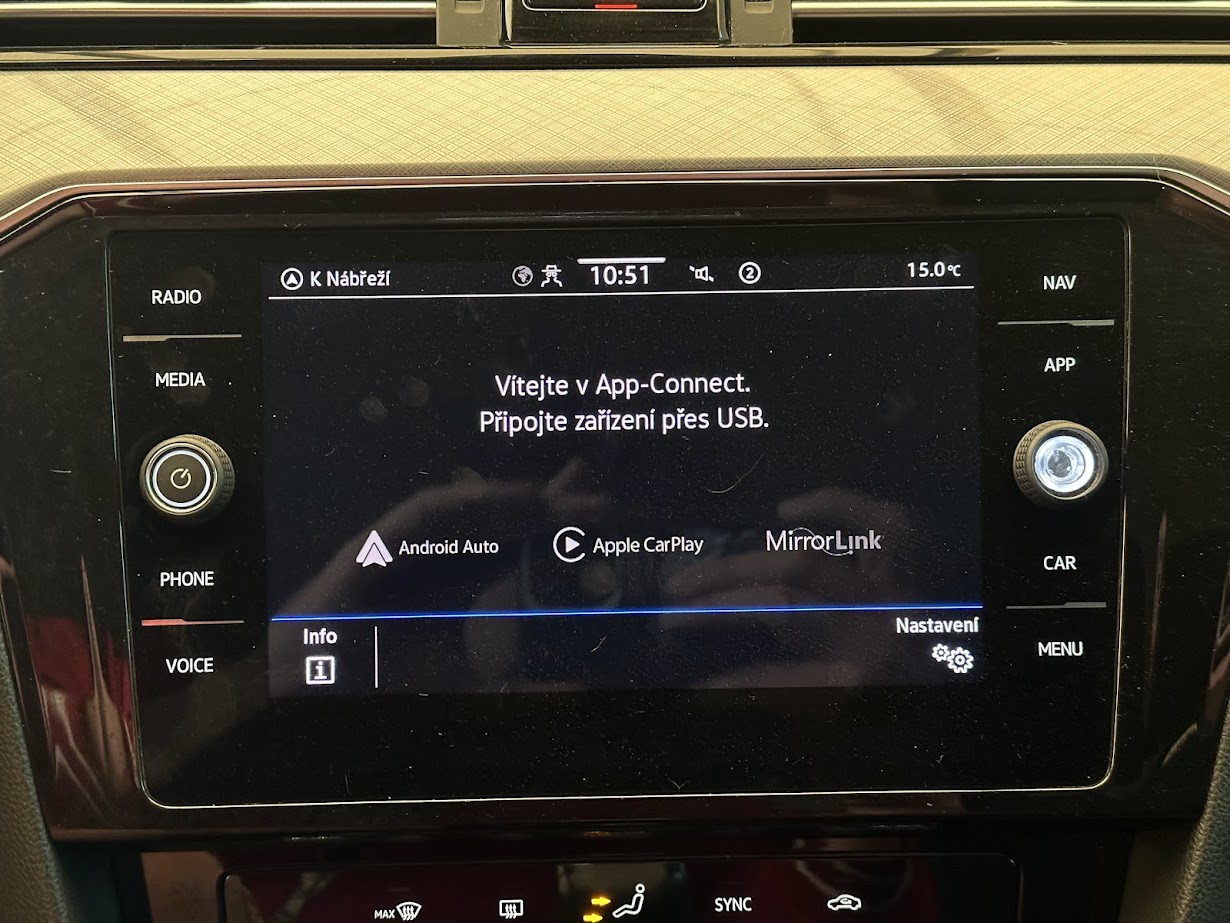 K Nábřeží
10:51
2
15.0°C
RADIO
MEDIA
PHONE
VOICE
Vítejte v App-Connect.
Připojte zařízení přes USB.
Android Auto
Apple CarPlay
MirrorLink
Info
i
Nastavení
NAV
APP
CAR
MENU
MAX
SYNC